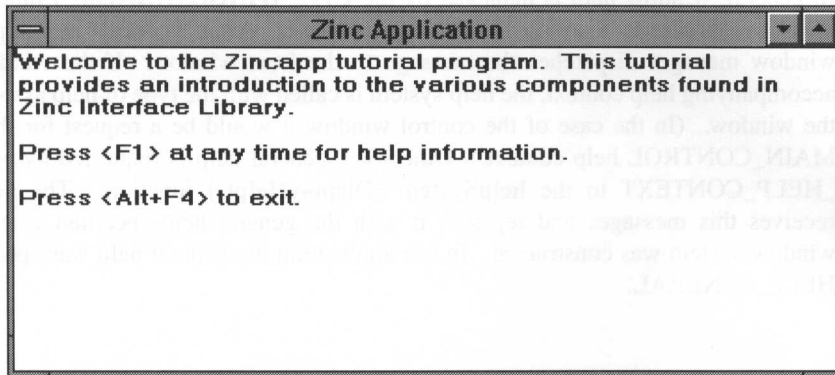 Zinc Application
Welcome to the Zincapp tutorial program. This tutorial
provides an introduction to the various components found in
Zinc Interface Library.
Press <F1> at any time for help information.
Press <Alt+F4> to exit.